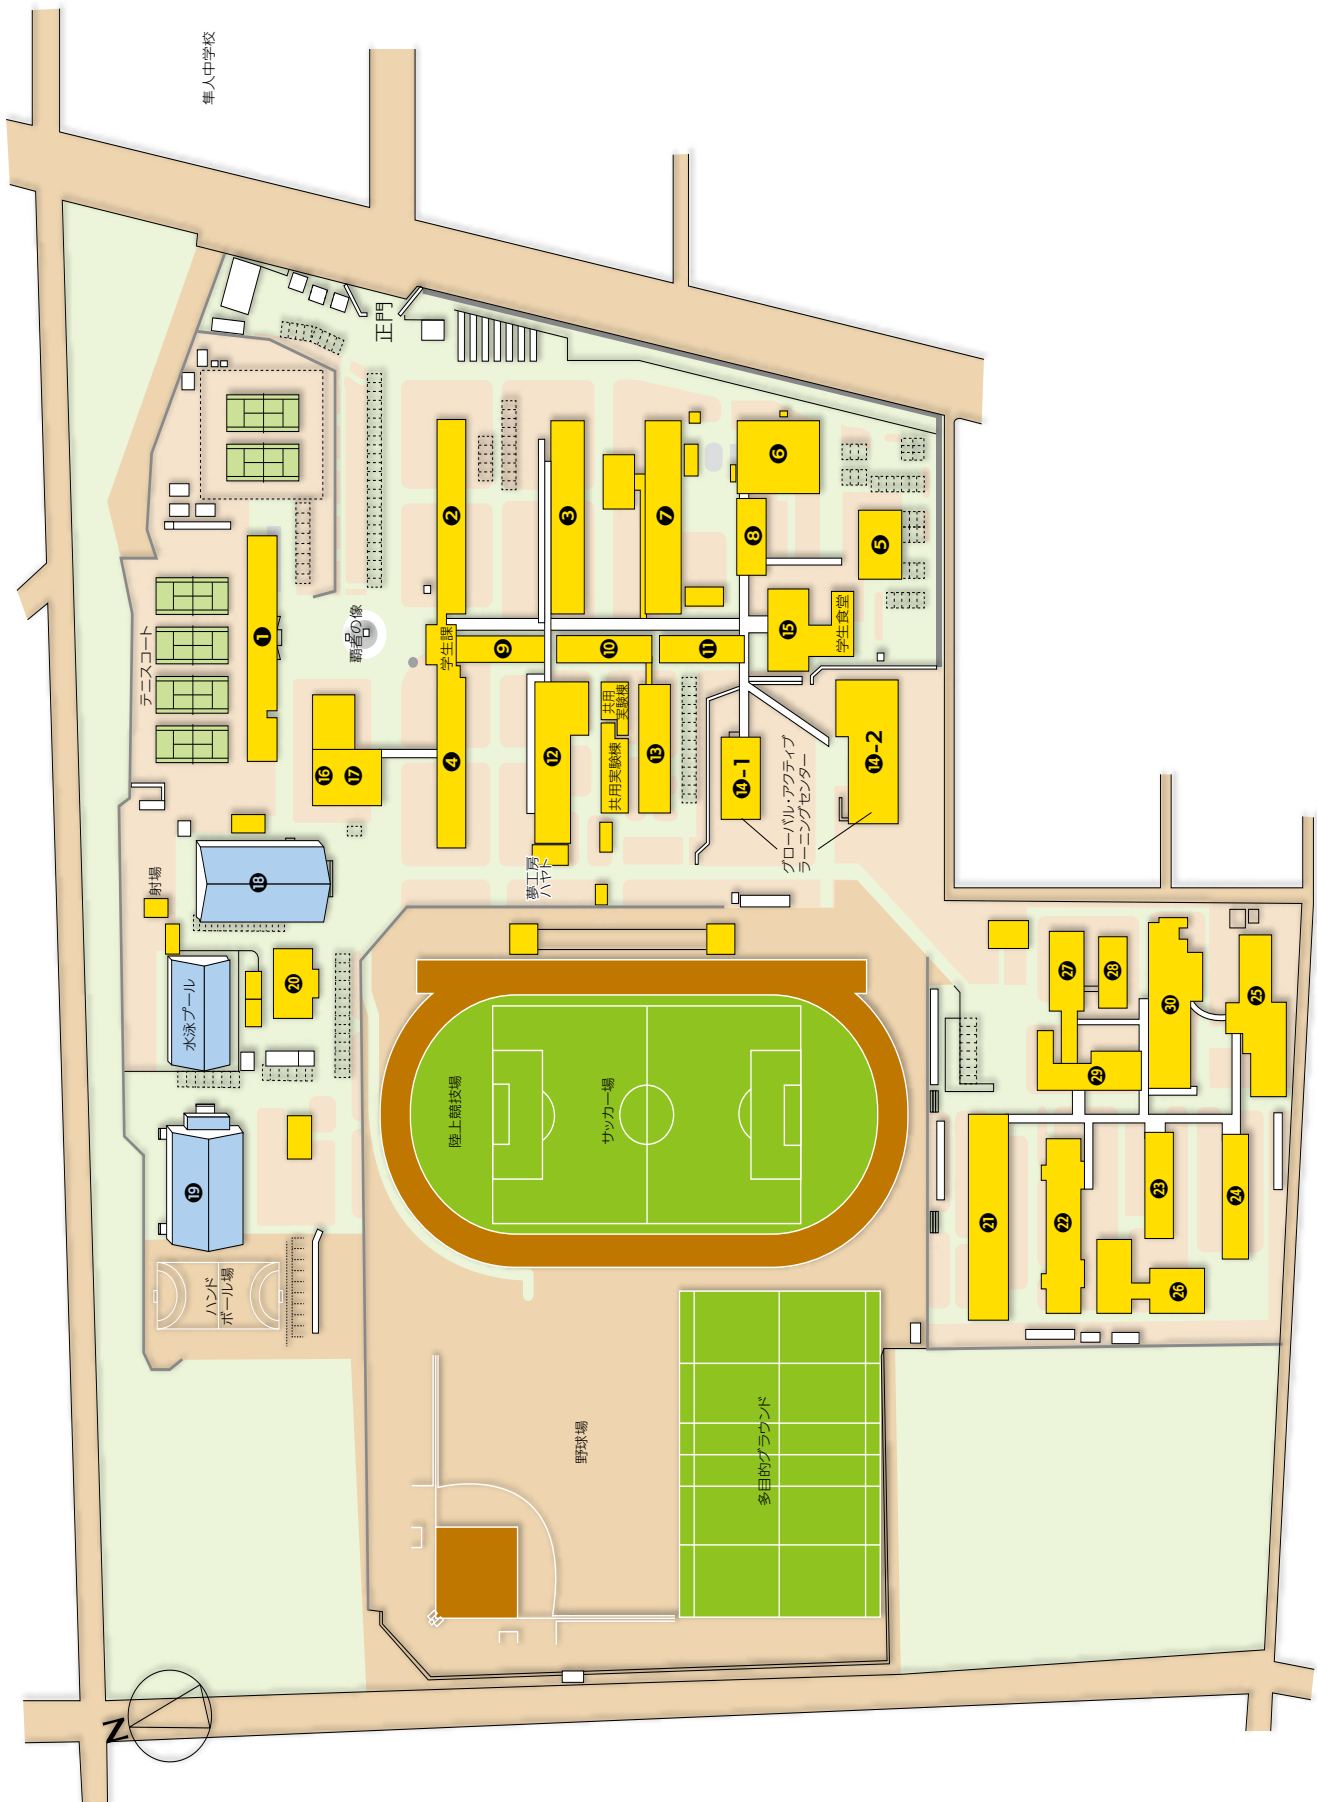 隼人中学校
正門
テニスコート
覇者の像
学生課
1
2
3
4
5
6
7
8
9
10
11
12
13
14-1
14-2
15
学生食堂
16
17
共用
実験棟
共用実験棟
夢工房
ハヤト
グローバル・アクティブ
ラーニングセンター
射場
18
水泳プール
20
19
ハンド
ボール場
陸上競技場
サッカー場
野球場
多目的グラウンド
21
22
23
24
25
26
27
28
29
30
N